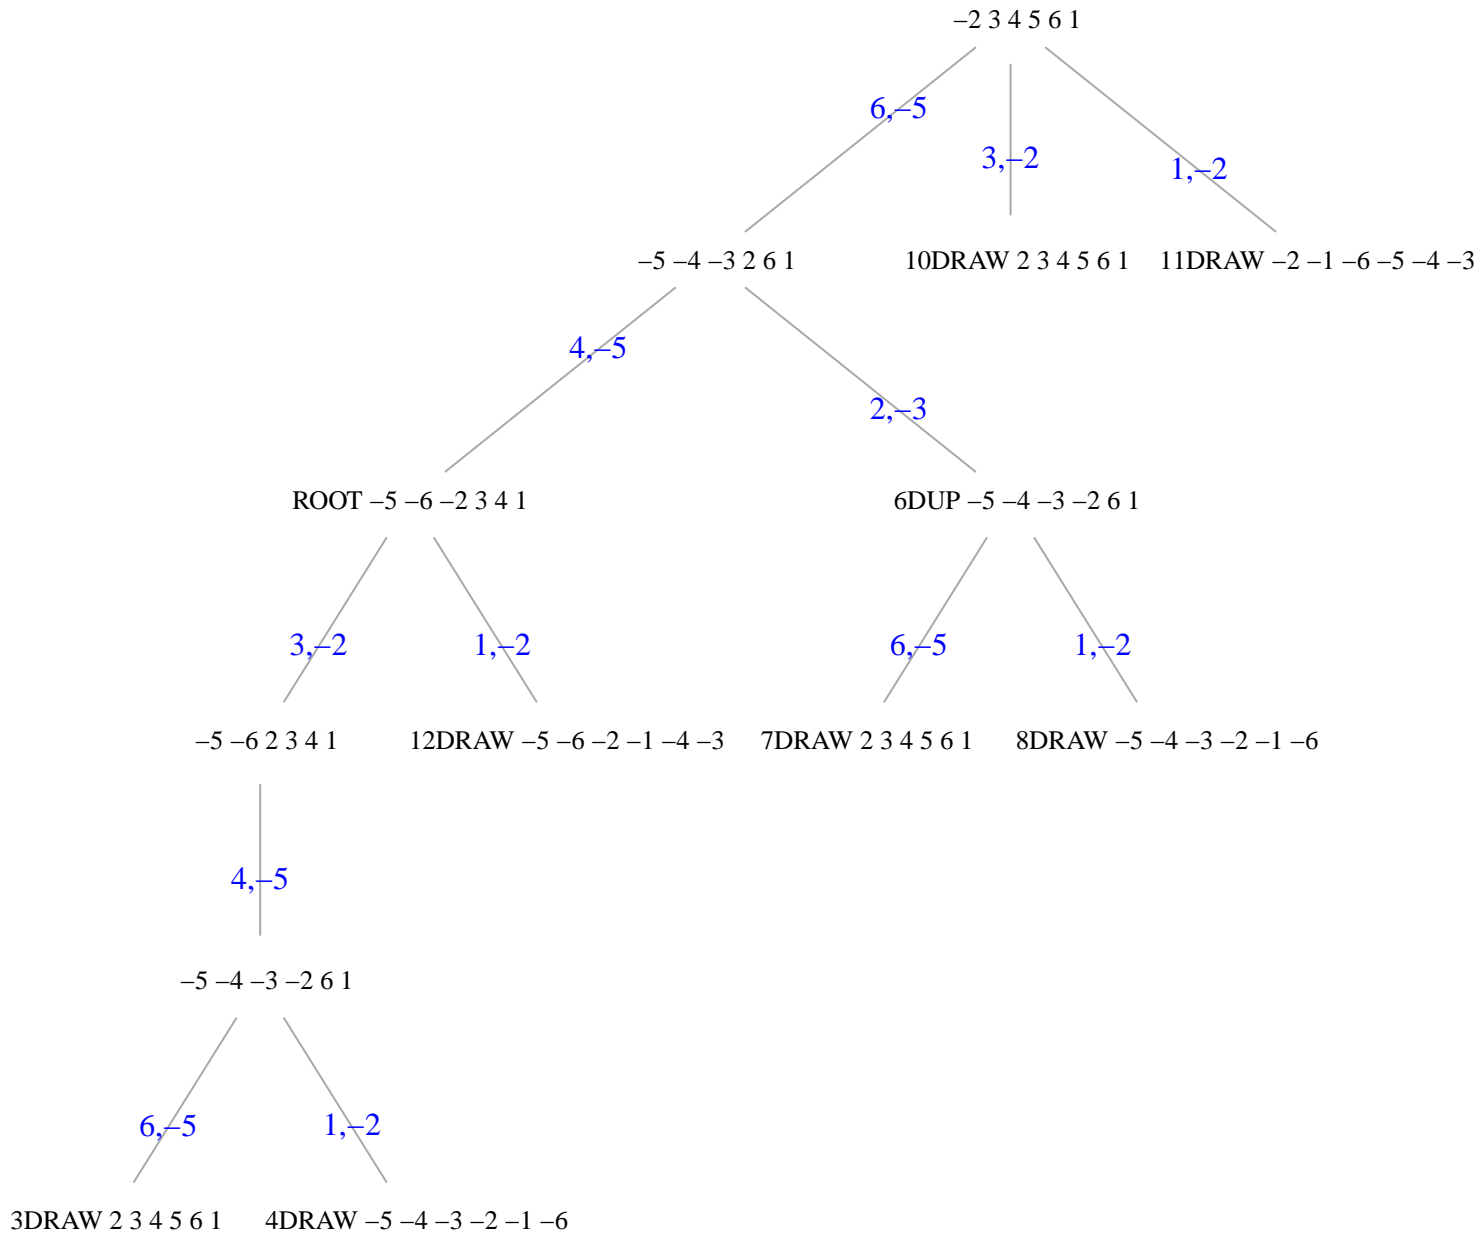 –2 3 4 5 6 1
6,–5
3,–2
1,–2
–5 –4 –3 2 6 1
10DRAW 2 3 4 5 6 1
11DRAW –2 –1 –6 –5 –4 –3
4,–5
2,–3
ROOT –5 –6 –2 3 4 1
6DUP –5 –4 –3 –2 6 1
3,–2
1,–2
6,–5
1,–2
–5 –6 2 3 4 1
12DRAW –5 –6 –2 –1 –4 –3
7DRAW 2 3 4 5 6 1
8DRAW –5 –4 –3 –2 –1 –6
4,–5
–5 –4 –3 –2 6 1
6,–5
1,–2
3DRAW 2 3 4 5 6 1
4DRAW –5 –4 –3 –2 –1 –6